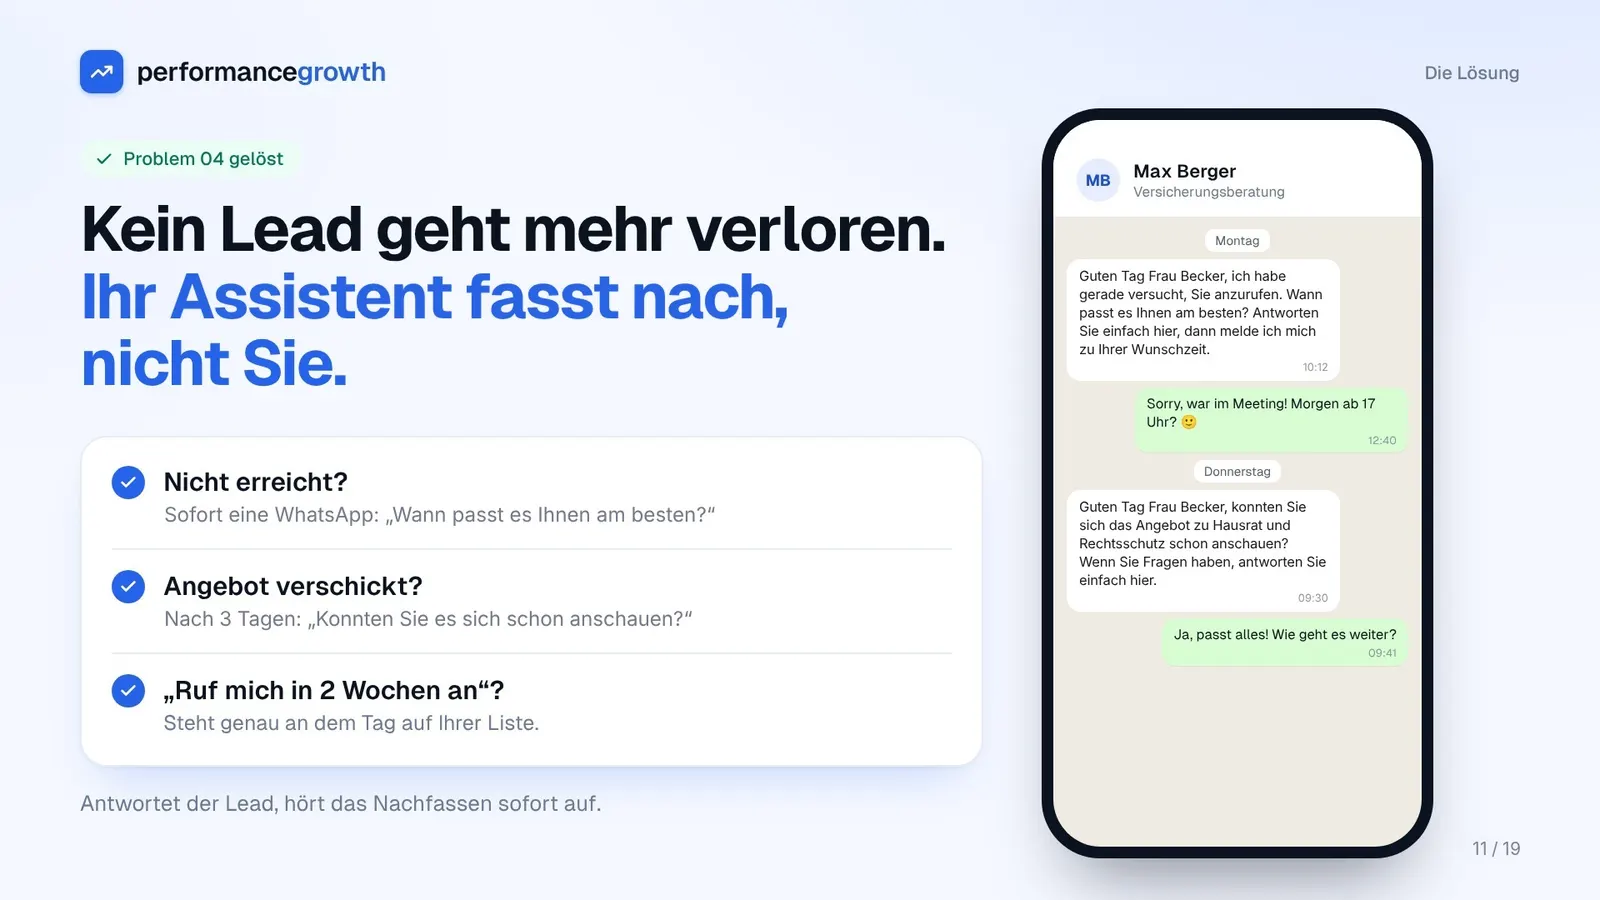 performancegrowth
Die Lösung
Problem 04 gelöst
Kein Lead geht mehr verloren.
Ihr Assistent fasst nach,
nicht Sie.
Nicht erreicht?
Sofort eine WhatsApp: „Wann passt es Ihnen am besten?“
Angebot verschickt?
Nach 3 Tagen: „Konnten Sie es sich schon anschauen?“
„Ruf mich in 2 Wochen an“?
Steht genau an dem Tag auf Ihrer Liste.
Antwortet der Lead, hört das Nachfassen sofort auf.
MB
Max Berger
Versicherungsberatung
Montag
Guten Tag Frau Becker, ich habe
gerade versucht, Sie anzurufen. Wann
passt es Ihnen am besten? Antworten
Sie einfach hier, dann melde ich mich
zu Ihrer Wunschzeit.
10:12
Sorry, war im Meeting! Morgen ab 17
Uhr? 🙂
12:40
Donnerstag
Guten Tag Frau Becker, konnten Sie
sich das Angebot zu Hausrat und
Rechtsschutz schon anschauen?
Wenn Sie Fragen haben, antworten Sie
einfach hier.
09:30
Ja, passt alles! Wie geht es weiter?
09:41
11 / 19